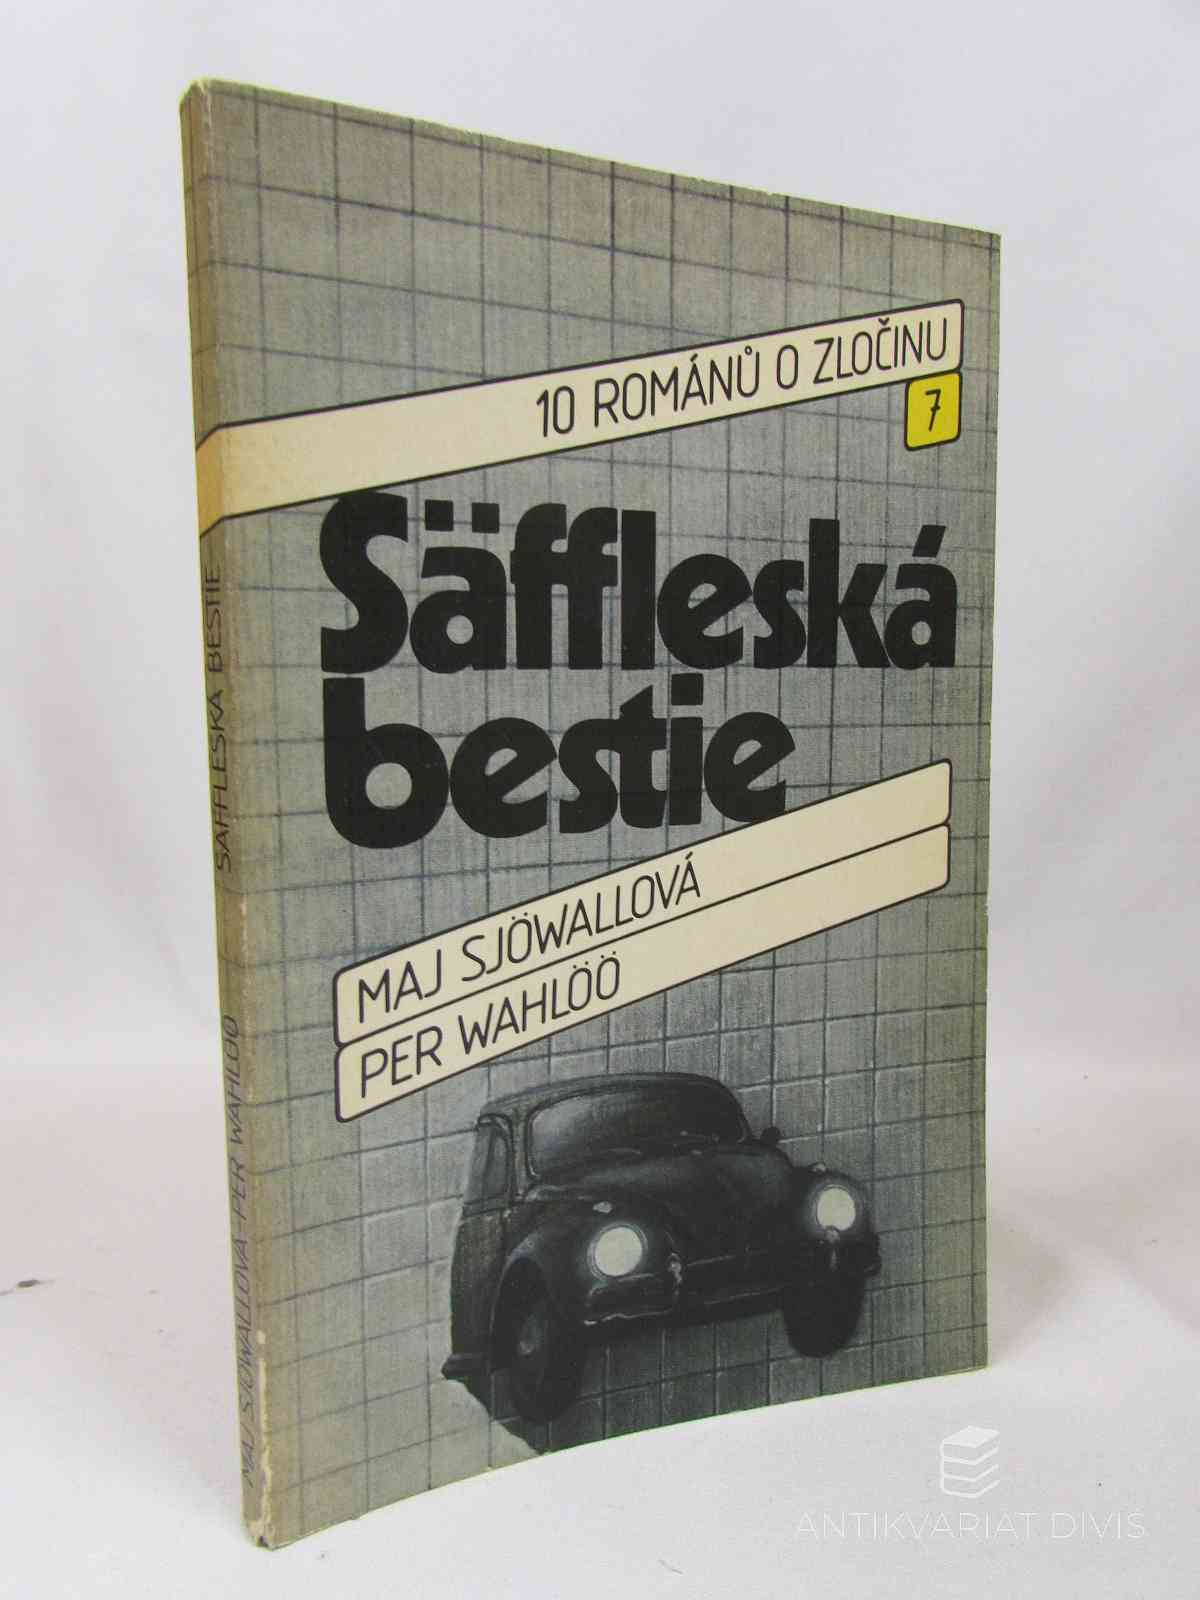 10 ROMÁNŮ O ZLOČINU
7
Säffleská
bestie
MAJ SJÖWALLOVÁ
PER WAHLÖÖ
MAJ SJÖWALLOVÁ-PER WAHLÖÖ SÄFFLESKÁ BESTIE
ANTIKVARIAT DIVIS